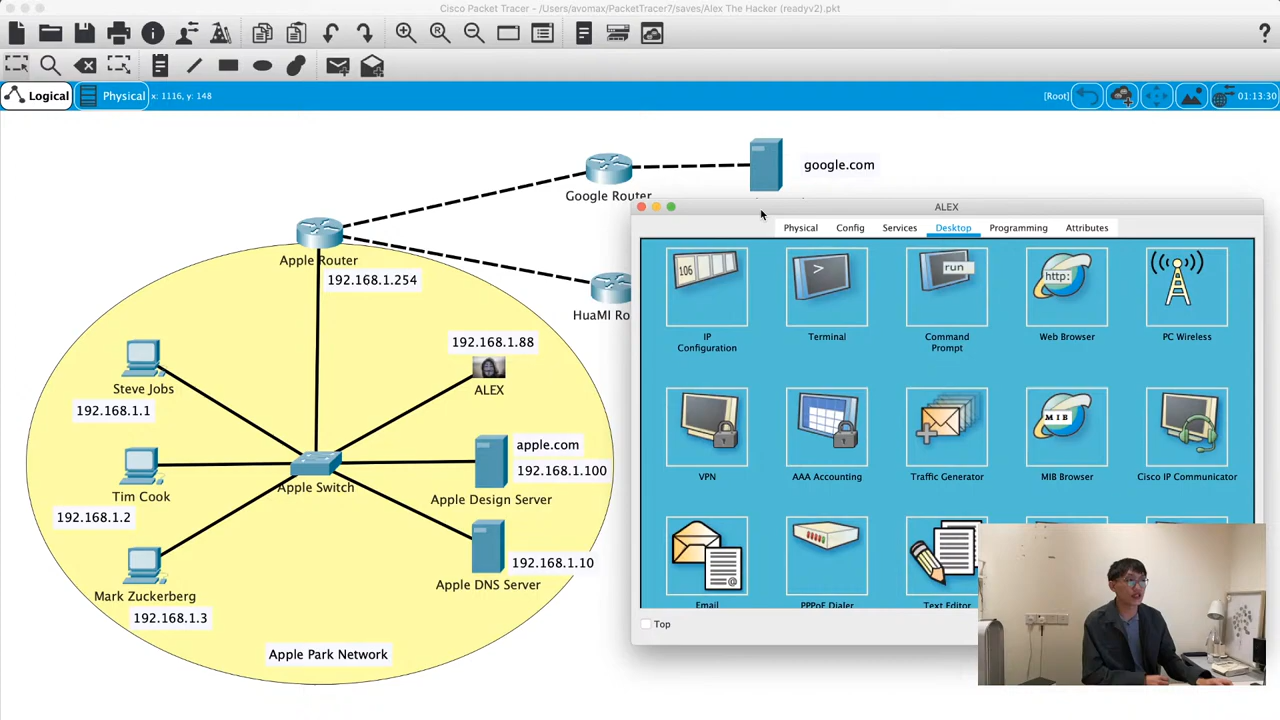 Cisco Packet Tracer - /Users/avomax/PacketTracer7/saves/Alex The Hacker (readyv2).pkt
?
Logical
Physical
x: 1116, y: 148
[Root]
01:13:30
google.com
Google Router
Apple Router
192.168.1.254
HuaMI Ro
192.168.1.88
ALEX
Steve Jobs
192.168.1.1
apple.com
192.168.1.100
Apple Design Server
Tim Cook
192.168.1.2
Apple Switch
192.168.1.10
Apple DNS Server
Mark Zuckerberg
192.168.1.3
Apple Park Network
ALEX
Physical
Config
Services
Desktop
Programming
Attributes
106
>
run
http:
IP
Configuration
Terminal
Command
Prompt
Web Browser
PC Wireless
MIB
VPN
AAA Accounting
Traffic Generator
MIB Browser
Cisco IP Communicator
@
Email
PPPoE Dialer
Text Editor
Top